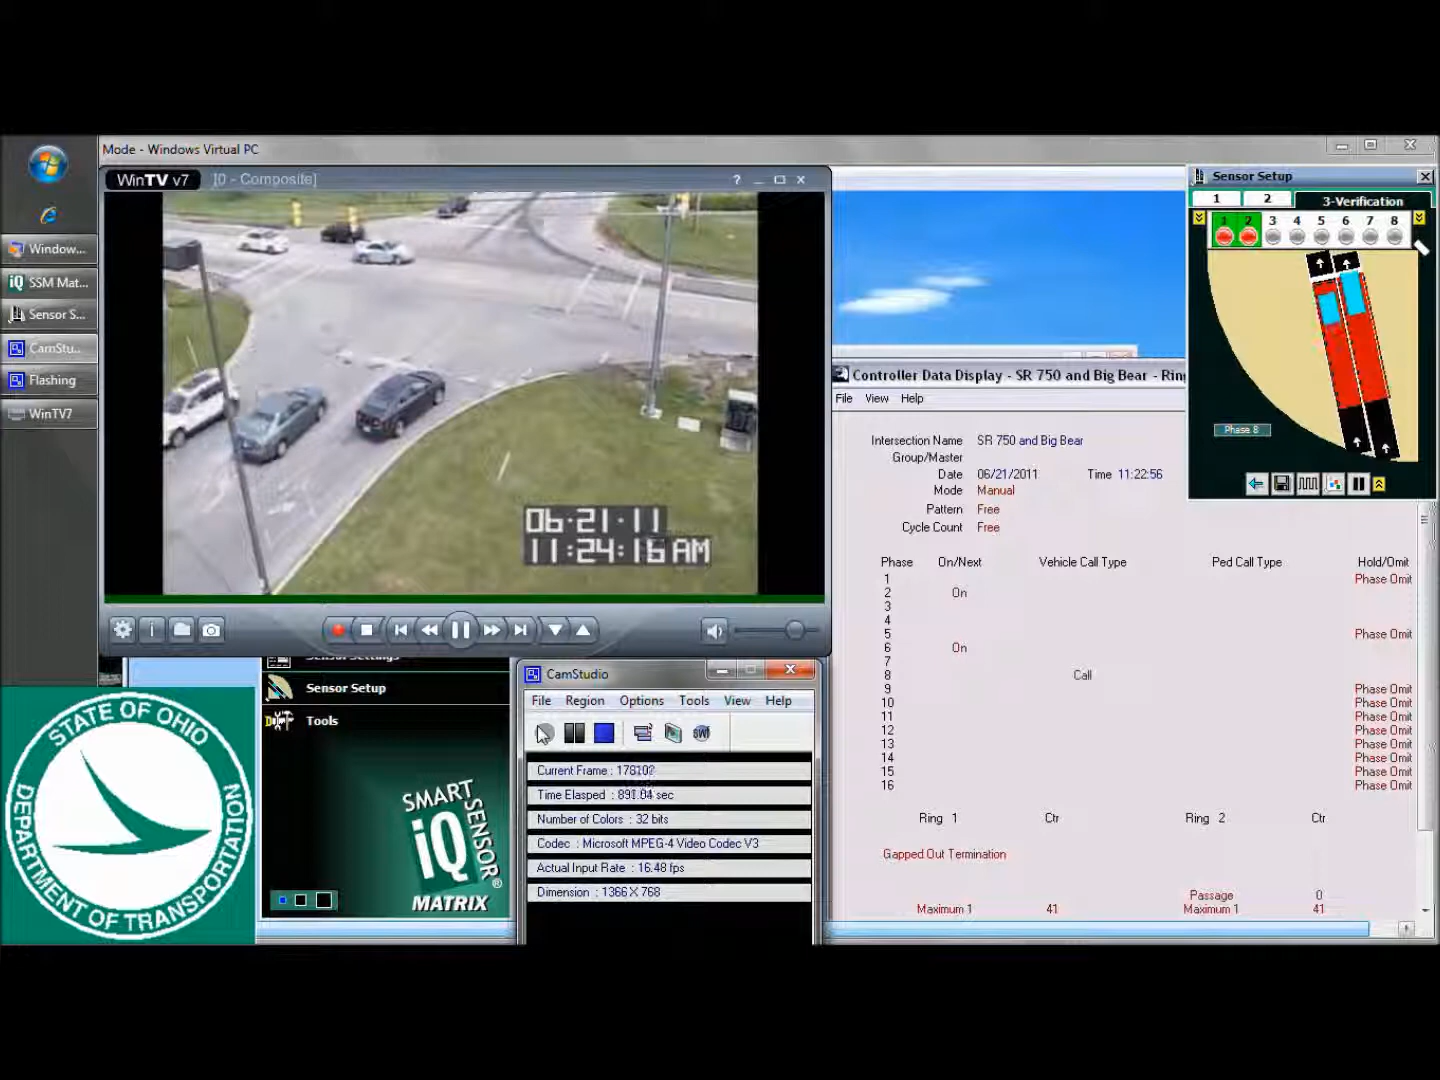 Mode - Windows Virtual PC
WinTV v7
[0 - Composite]
?
Window...
SSM Mat...
Sensor S...
CamStu...
Flashing
WinTV7
06-21-11
11:24:16AM
Sensor Setup
1 2 3-Verification
1 2 3 4 5 6 7 8
Phase 8
Controller Data Display - SR 750 and Big Bear - Rin
File View Help
Intersection Name SR 750 and Big Bear
Group/Master
Date 06/21/2011 Time 11:22:56
Mode Manual
Pattern Free
Cycle Count Free
Phase On/Next Vehicle Call Type Ped Call Type Hold/Omit
1 Phase Omit
2 On
3
4
5 Phase Omit
6 On
7
8 Call
9 Phase Omit
10 Phase Omit
11 Phase Omit
12 Phase Omit
13 Phase Omit
14 Phase Omit
15 Phase Omit
16 Phase Omit
Ring 1 Ctr Ring 2 Ctr
Gapped Out Termination
Passage 0
Maximum 1 41 Maximum 1 41
Sensor Settings
Sensor Setup
Tools
SMART SENSOR
iQ
MATRIX
CamStudio
File Region Options Tools View Help
Current Frame :
Time Elasped : 891.04 sec
Number of Colors : 32 bits
Codec : Microsoft MPEG-4 Video Codec V3
Actual Input Rate : 16.48 fps
Dimension : 1366 X 768
STATE OF OHIO
DEPARTMENT OF TRANSPORTATION